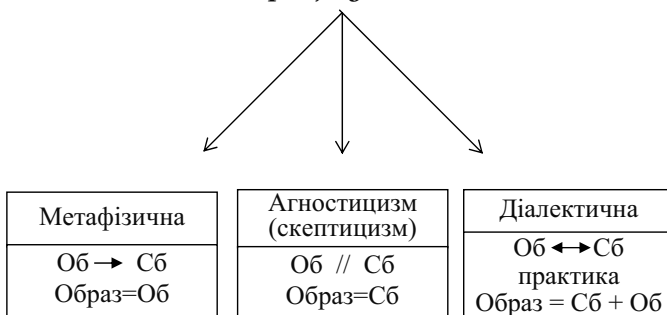 Метафізична
Об → Сб
Образ=Об
Агностицизм
(скептицизм)
Об // Сб
Образ=Сб
Діалектична
Об ↔ Сб
практика
Образ = Сб + Об